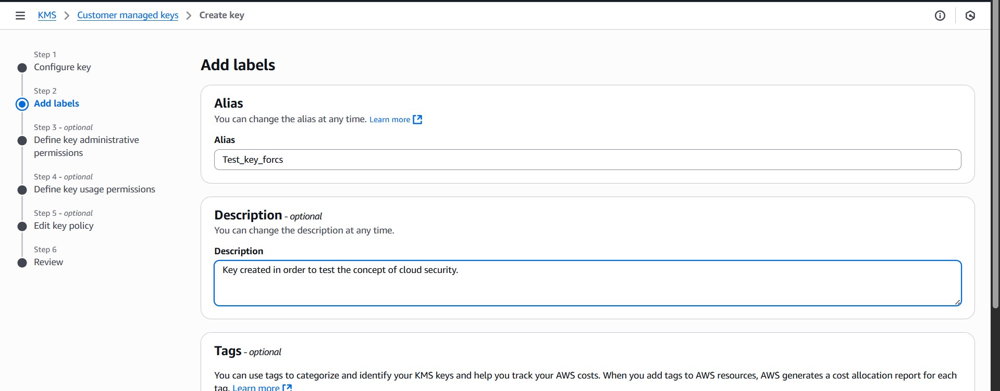 KMS > Customer managed keys > Create key
Step 1
Configure key
Step 2
Add labels
Step 3 - optional
Define key administrative
permissions
Step 4 - optional
Define key usage permissions
Step 5 - optional
Edit key policy
Step 6
Review
Add labels
Alias
You can change the alias at any time. Learn more
Alias
Test_key_forcs
Description - optional
You can change the description at any time.
Description
Key created in order to test the concept of cloud security.
Tags - optional
You can use tags to categorize and identify your KMS keys and help you track your AWS costs. When you add tags to AWS resources, AWS generates a cost allocation report for each
tag. Learn more